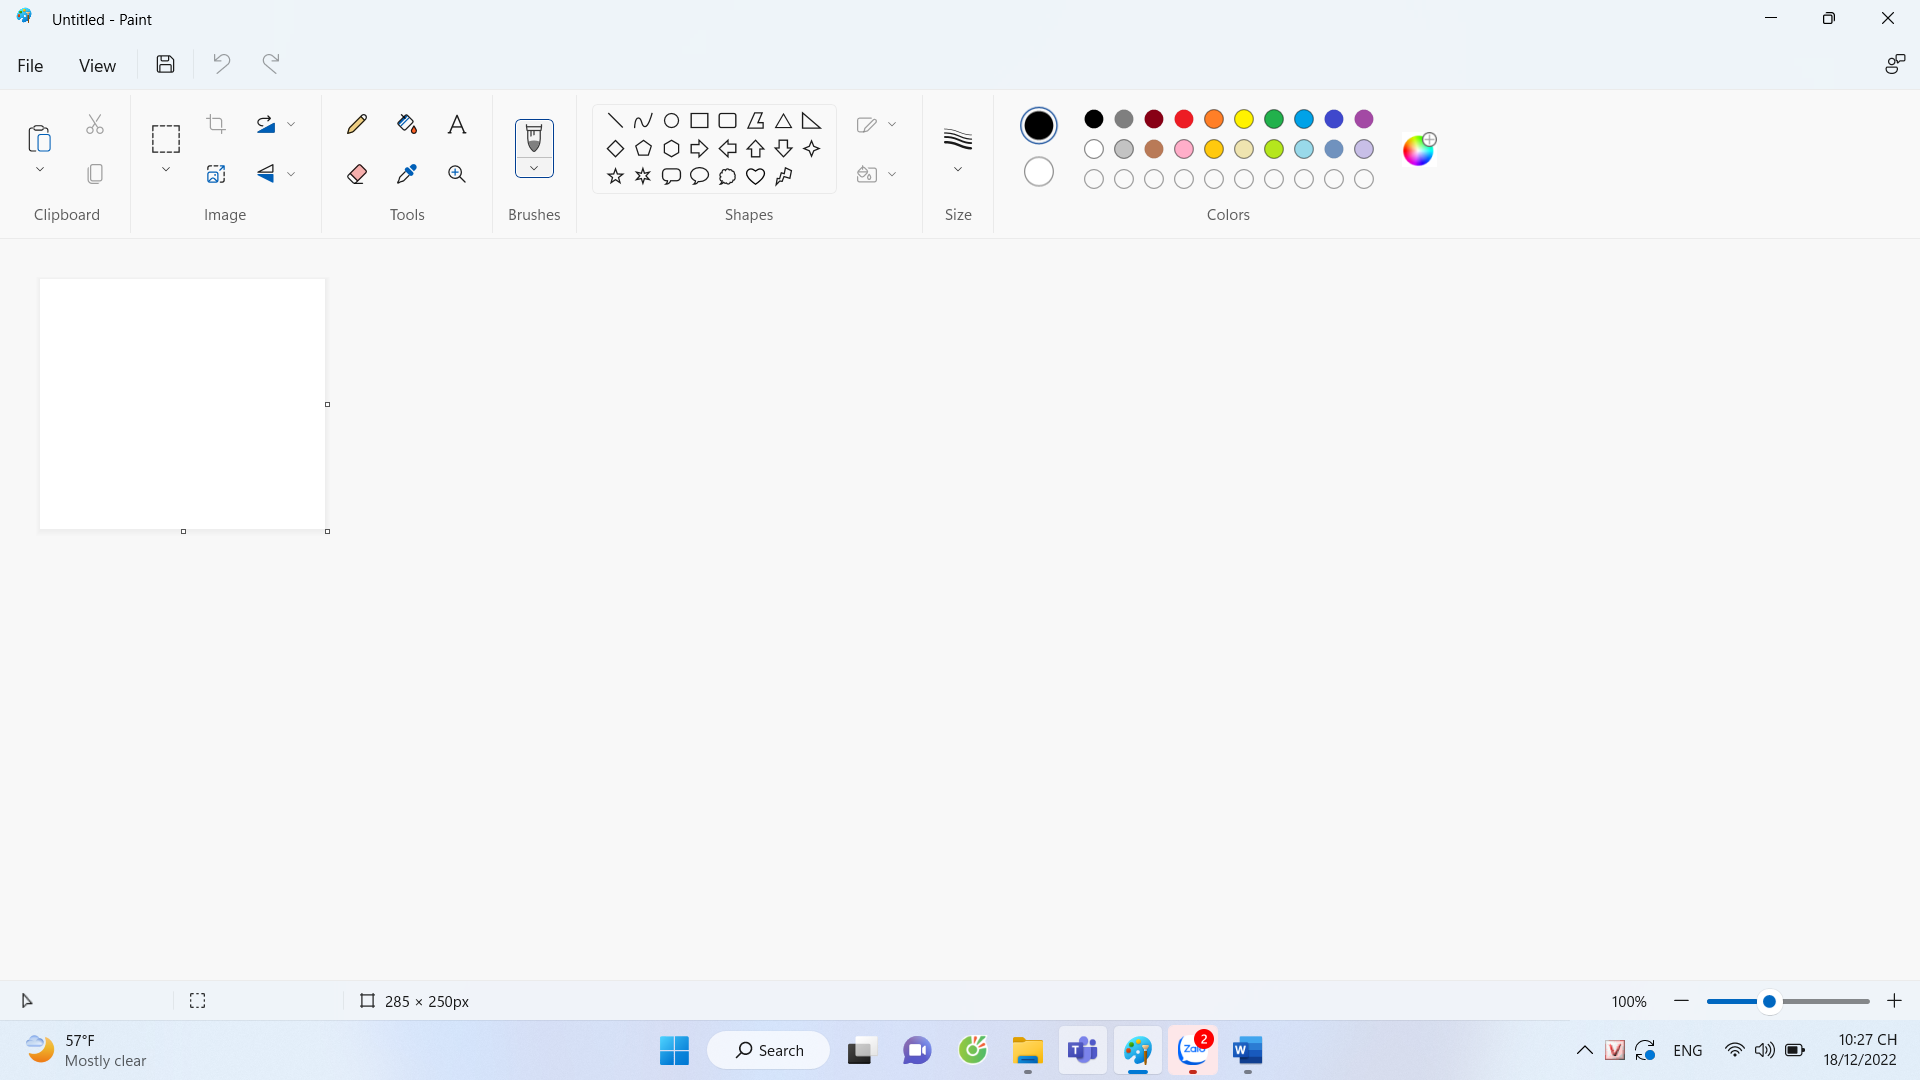 Untitled - Paint
File View
Clipboard Image Tools Brushes Shapes Size Colors
285 × 250px
100%
57°F
Mostly clear
Search
Zalo
2
ENG
10:27 CH
18/12/2022